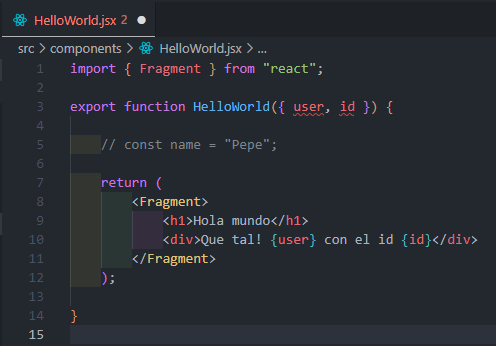 HelloWorld.jsx 2
src > components > HelloWorld.jsx > ...
1 import { Fragment } from "react";
2
3 export function HelloWorld({ user, id }) {
4
5     // const name = "Pepe";
6
7     return (
8         <Fragment>
9             <h1>Hola mundo</h1>
10             <div>Que tal! {user} con el id {id}</div>
11         </Fragment>
12     );
13
14 }
15